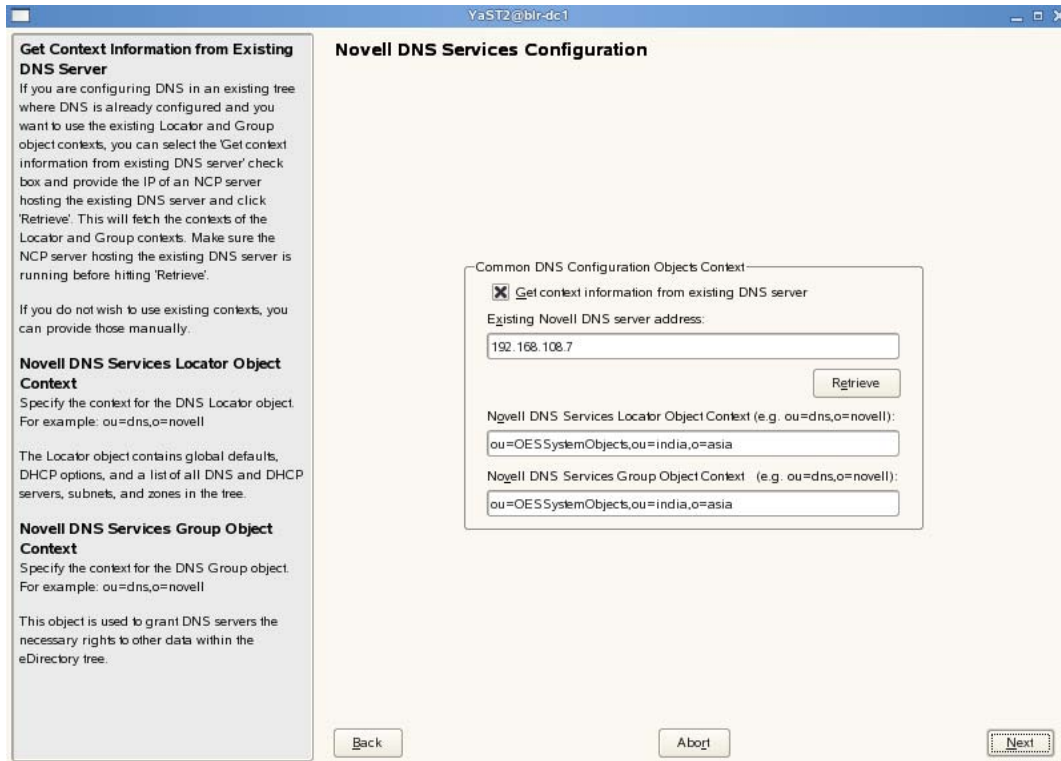 YaST2@blr-dc1
Get Context Information from Existing
DNS Server
If you are configuring DNS in an existing tree
where DNS is already configured and you
want to use the existing Locator and Group
object contexts, you can select the 'Get context
information from existing DNS server' check
box and provide the IP of an NCP server
hosting the existing DNS server and click
'Retrieve'. This will fetch the contexts of the
Locator and Group contexts. Make sure the
NCP server hosting the existing DNS server is
running before hitting 'Retrieve'.
If you do not wish to use existing contexts, you
can provide those manually.
Novell DNS Services Locator Object
Context
Specify the context for the DNS Locator object.
For example: ou=dns,o=novell
The Locator object contains global defaults,
DHCP options, and a list of all DNS and DHCP
servers, subnets, and zones in the tree.
Novell DNS Services Group Object
Context
Specify the context for the DNS Group object.
For example: ou=dns,o=novell
This object is used to grant DNS servers the
necessary rights to other data within the
eDirectory tree.
Novell DNS Services Configuration
Common DNS Configuration Objects Context
Get context information from existing DNS server
Existing Novell DNS server address:
192.168.108.7
Retrieve
Novell DNS Services Locator Object Context (e.g. ou=dns,o=novell):
ou=OESSystemObjects,ou=india,o=asia
Novell DNS Services Group Object Context (e.g. ou=dns,o=novell):
ou=OESSystemObjects,ou=india,o=asia
Back
Abort
Next